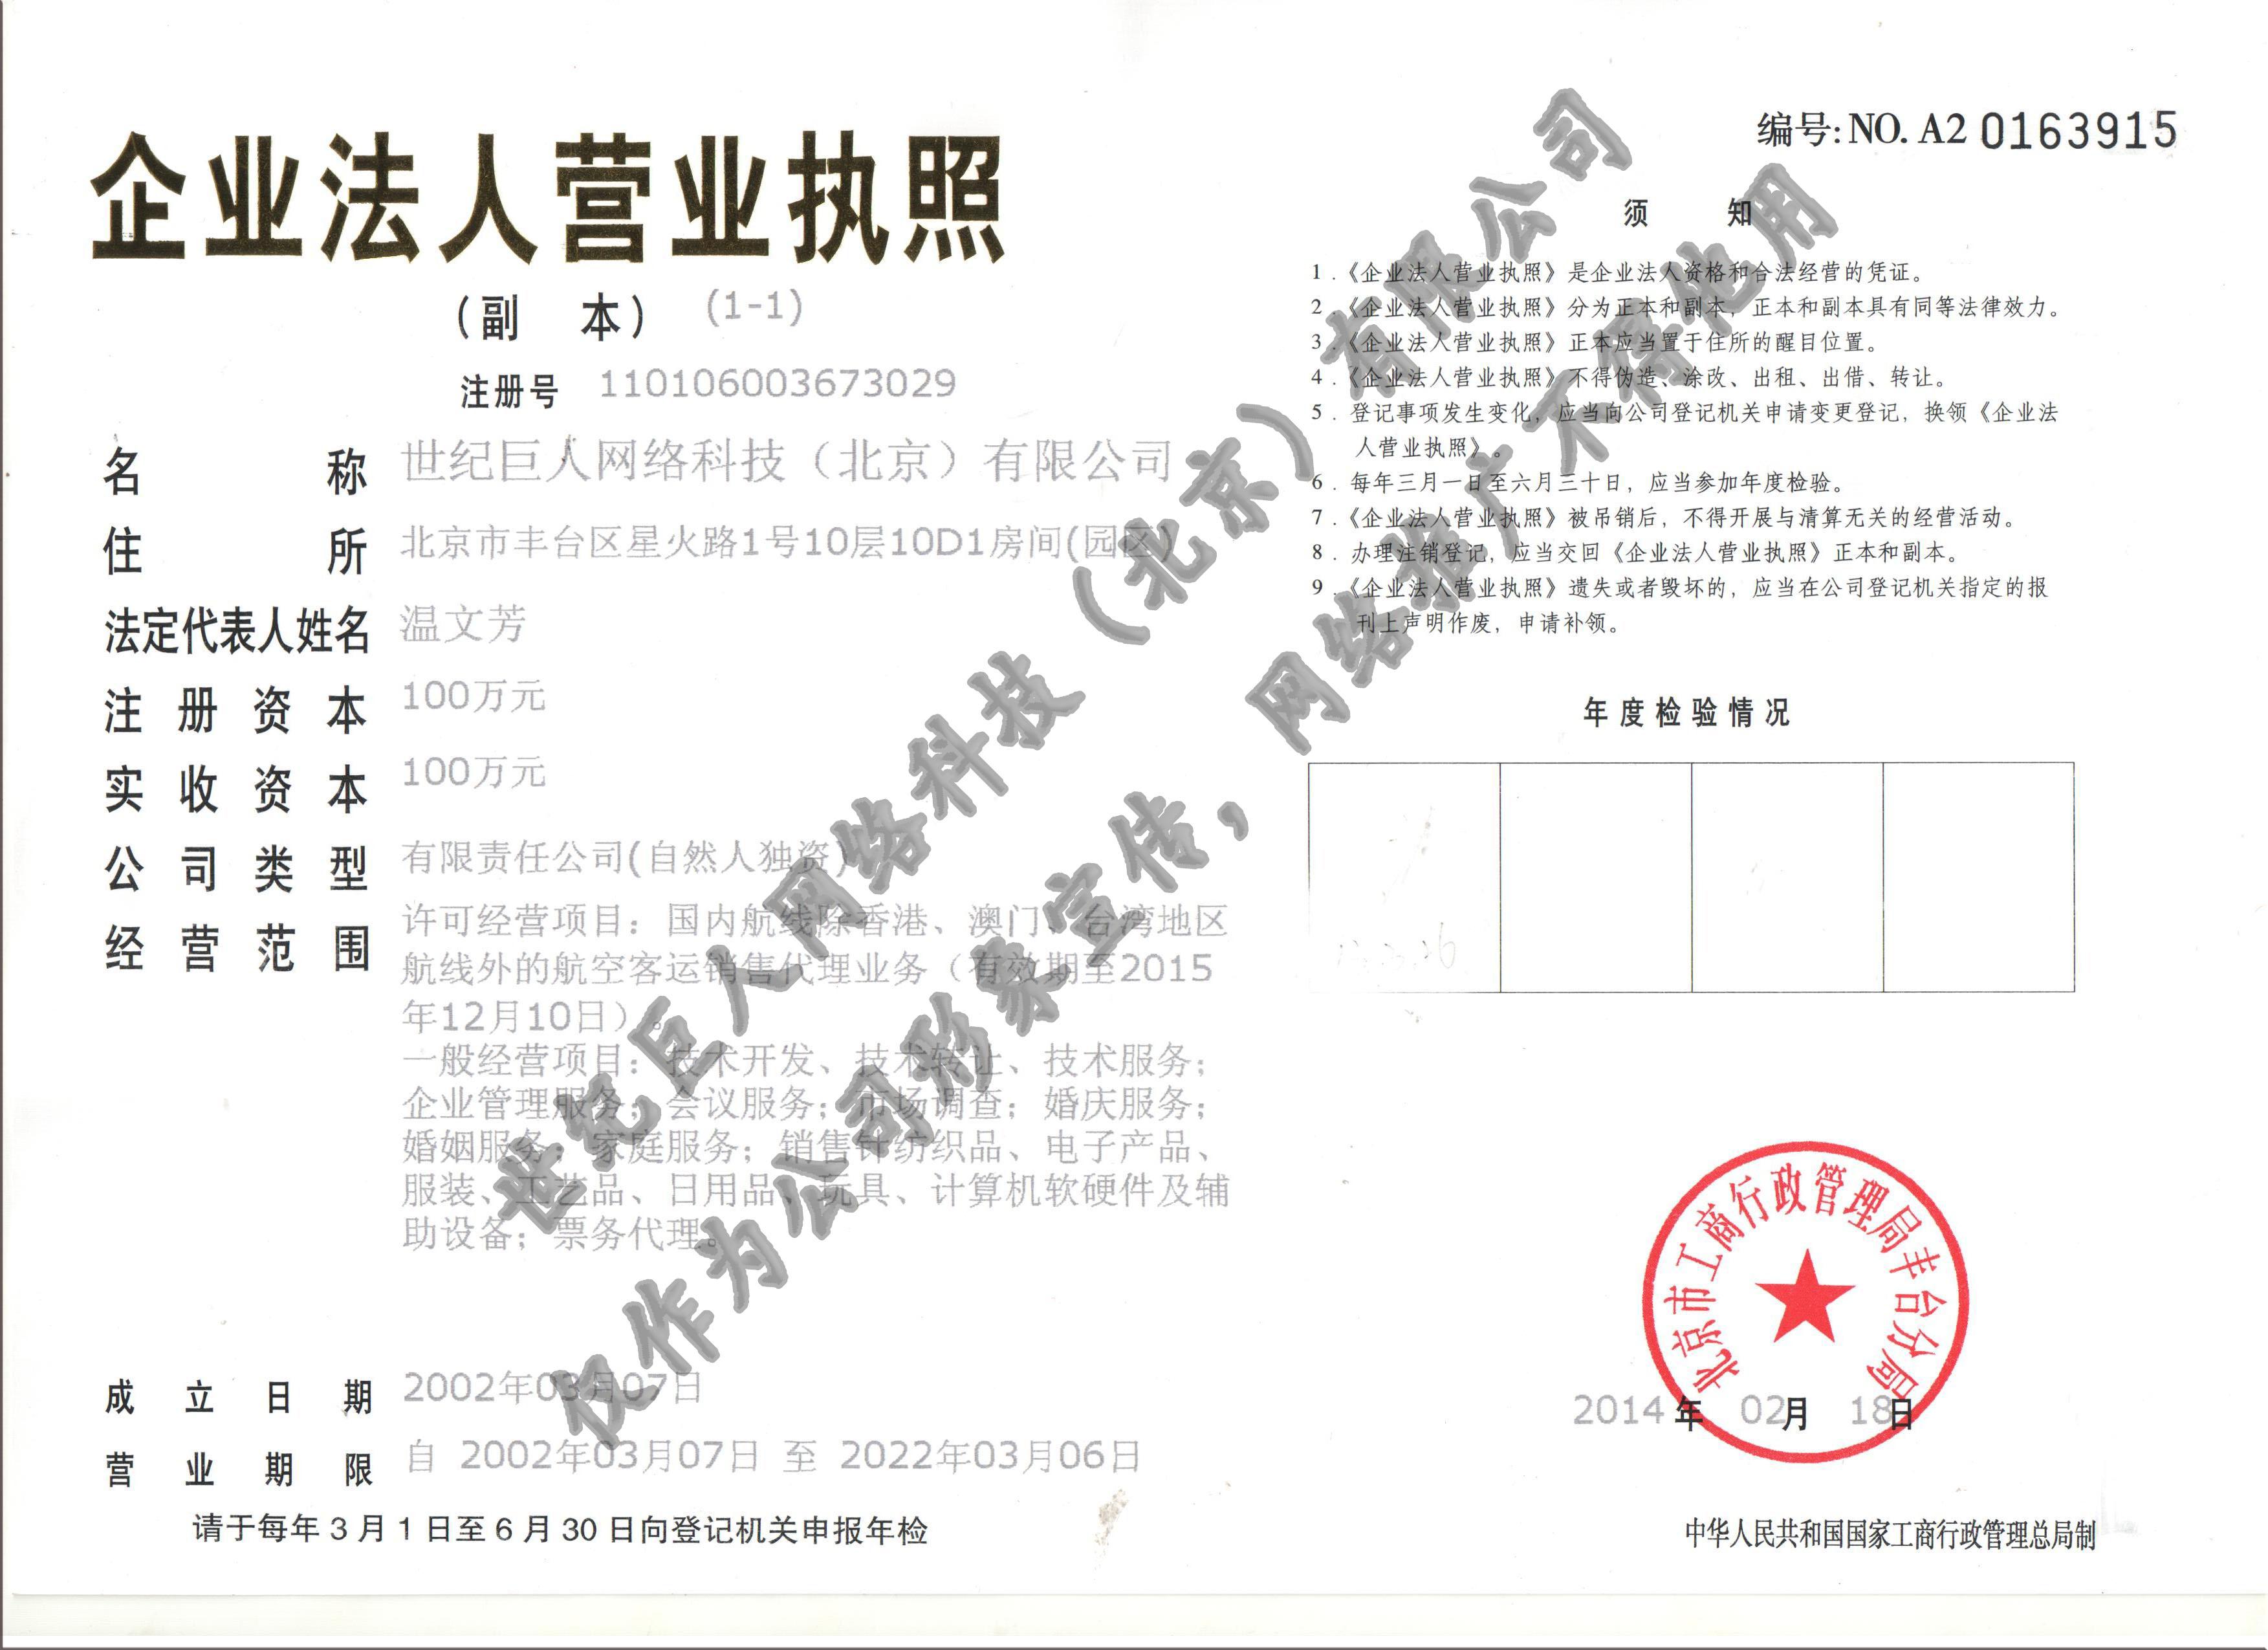 企业法人营业执照
（副 本） (1-1)
注册号 110106003673029
名 称 世纪巨人网络科技（北京）有限公司
住 所 北京市丰台区星火路1号10层10D1房间(园区)
法定代表人姓名 温文芳
注册资本 100万元
实收资本 100万元
公司类型 有限责任公司(自然人独资)
经营范围 许可经营项目：国内航线除香港、澳门、台湾地区
航线外的航空客运销售代理业务（有效期至2015
年12月10日）。
一般经营项目：技术开发、技术转让、技术服务；
企业管理服务；会议服务；市场调查；婚庆服务；
婚姻服务；家庭服务；销售针纺织品、电子产品、
服装、工艺品、日用品、玩具、计算机软硬件及辅
助设备；票务代理。
成立日期 2002年03月07日
营业期限 自 2002年03月07日 至 2022年03月06日
请于每年3月1日至6月30日向登记机关申报年检
编号:NO. A2 0163915
须 知
1．《企业法人营业执照》是企业法人资格和合法经营的凭证。
2．《企业法人营业执照》分为正本和副本，正本和副本具有同等法律效力。
3．《企业法人营业执照》正本应当置于住所的醒目位置。
4．《企业法人营业执照》不得伪造、涂改、出租、出借、转让。
5．登记事项发生变化，应当向公司登记机关申请变更登记，换领《企业法
人营业执照》。
6．每年三月一日至六月三十日，应当参加年度检验。
7．《企业法人营业执照》被吊销后，不得开展与清算无关的经营活动。
8．办理注销登记，应当交回《企业法人营业执照》正本和副本。
9．《企业法人营业执照》遗失或者毁坏的，应当在公司登记机关指定的报
刊上声明作废，申请补领。
年度检验情况
北京市工商行政管理局丰台分局
2014年 02月 18日
中华人民共和国国家工商行政管理总局制
世纪巨人网络科技（北京）有限公司
仅作为公司形象宣传，网络推广不得他用